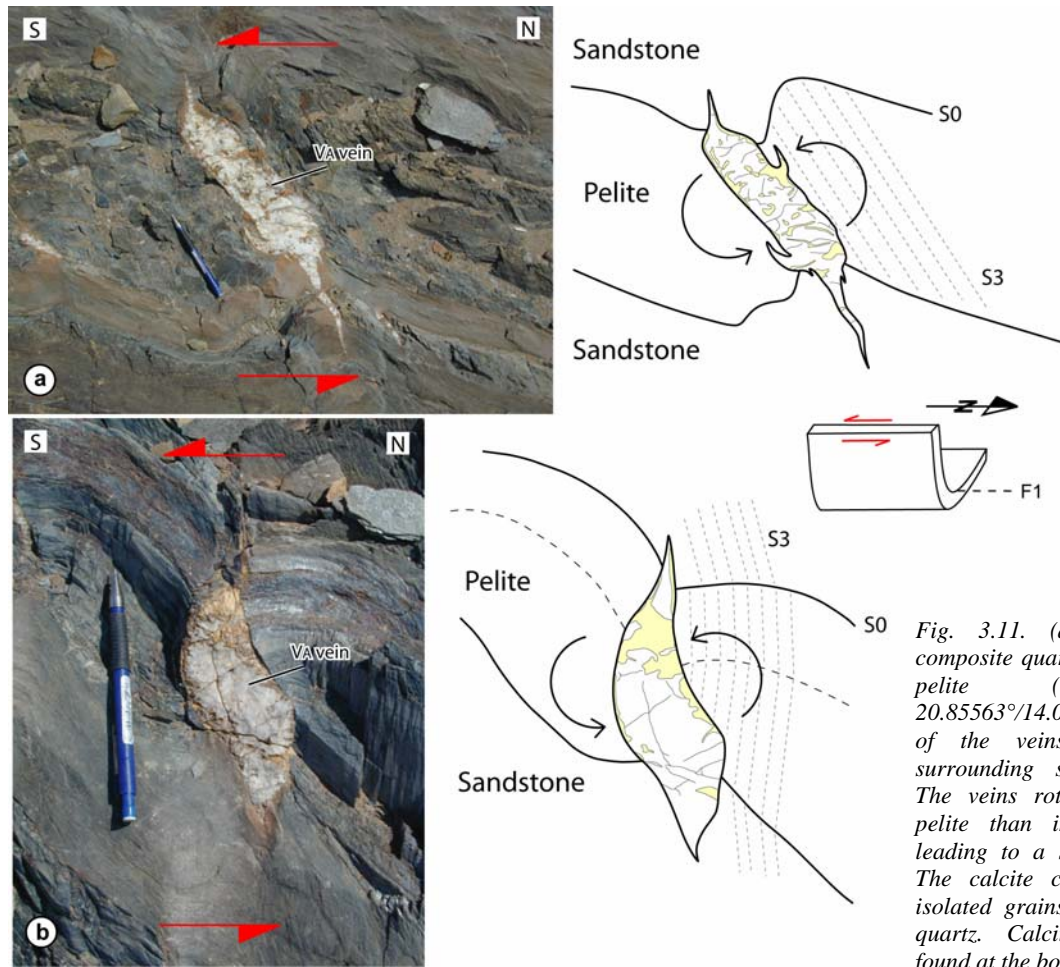 S
N
VA vein
a
Sandstone
S0
Pelite
S3
Sandstone
N
F1
S
N
VA vein
b
Pelite
S3
S0
Sandstone
Fig. 3.11.
composite quar
pelite (
20.85563°/14.0
of the veins
surrounding s
The veins rot
pelite than i
leading to a
The calcite c
isolated grains
quartz. Calci
found at the bo